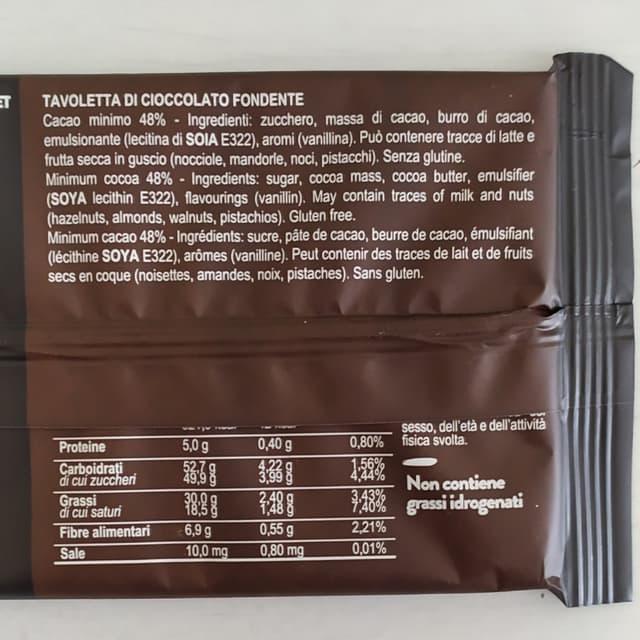 ET
TAVOLETTA DI CIOCCOLATO FONDENTE
Cacao minimo 48% - Ingredienti: zucchero, massa di cacao, burro di cacao,
emulsionante (lecitina di SOIA E322), aromi (vanillina). Può contenere tracce di latte e
frutta secca in guscio (nocciole, mandorle, noci, pistacchi). Senza glutine.
Minimum cocoa 48% - Ingredients: sugar, cocoa mass, cocoa butter, emulsifier
(SOYA lecithin E322), flavourings (vanillin). May contain traces of milk and nuts
(hazelnuts, almonds, walnuts, pistachios). Gluten free.
Minimum cacao 48% - Ingrédients: sucre, pâte de cacao, beurre de cacao, émulsifiant
(lécithine SOYA E322), arômes (vanilline). Peut contenir des traces de lait et de fruits
secs en coque (noisettes, amandes, noix, pistaches). Sans gluten.
sesso, dell'età e dell'attività
fisica svolta.
Proteine 5,0 g 0,40 g 0,80%
Carboidrati 52,7 g 4,22 g 1,56%
di cui zuccheri 49,9 g 3,99 g 4,44%
Grassi 30,0 g 2,40 g 3,43%
di cui saturi 18,5 g 1,48 g 7,40%
Fibre alimentari 6,9 g 0,55 g 2,21%
Sale 10,0 mg 0,80 mg 0,01%
Non contiene
grassi idrogenati